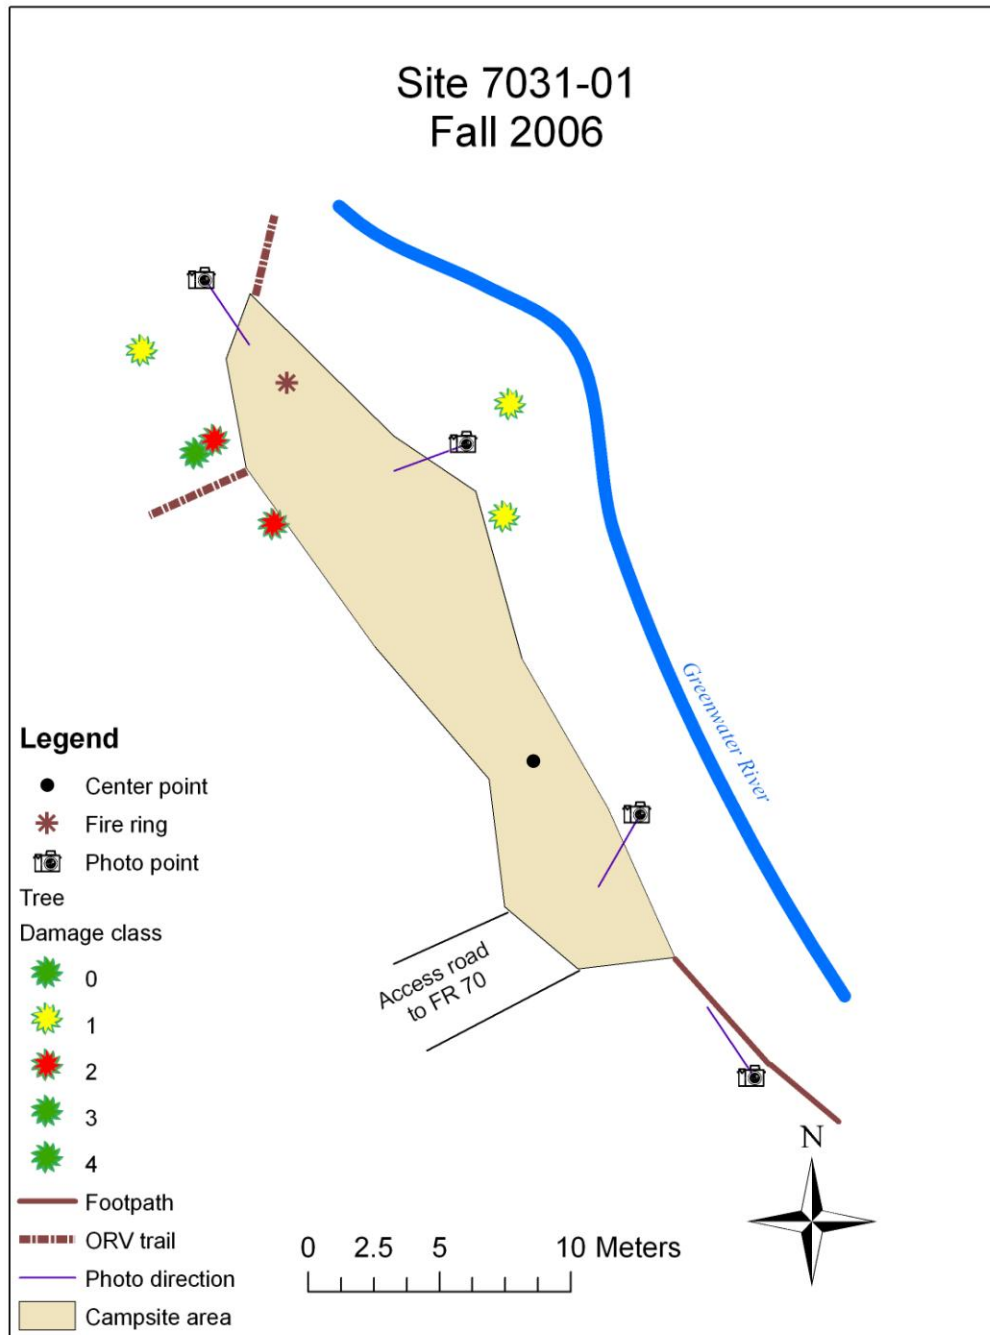 Site 7031-01
Fall 2006
Greenwater River
Access road
to FR 70
Legend
Center point
Fire ring
Photo point
Tree
Damage class
0
1
2
3
4
Footpath
ORV trail
Photo direction
Campsite area
N
0 2.5 5 10 Meters